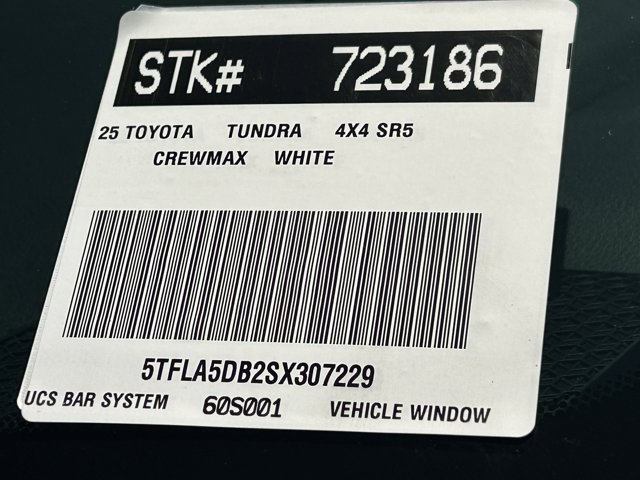 STK# 723186
25 TOYOTA TUNDRA 4X4 SR5
CREWMAX WHITE
5TFLA5DB2SX307229
UCS BAR SYSTEM 60S001 VEHICLE WINDOW